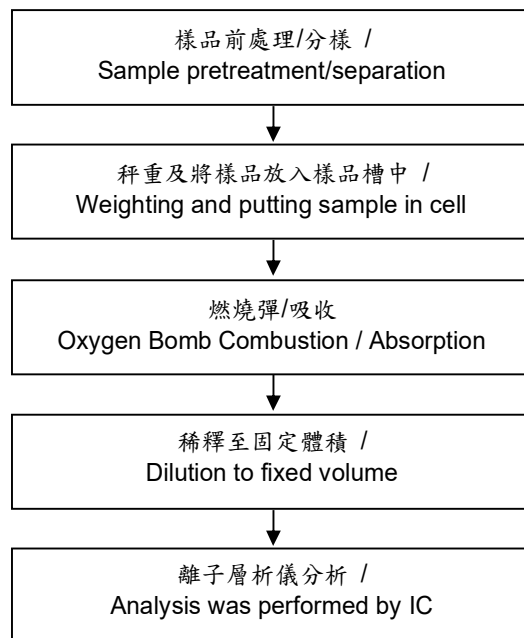 樣品前處理/分樣 /
Sample pretreatment/separation
秤重及將樣品放入樣品槽中 /
Weighting and putting sample in cell
燃燒彈/吸收
Oxygen Bomb Combustion / Absorption
稀釋至固定體積 /
Dilution to fixed volume
離子層析儀分析 /
Analysis was performed by IC